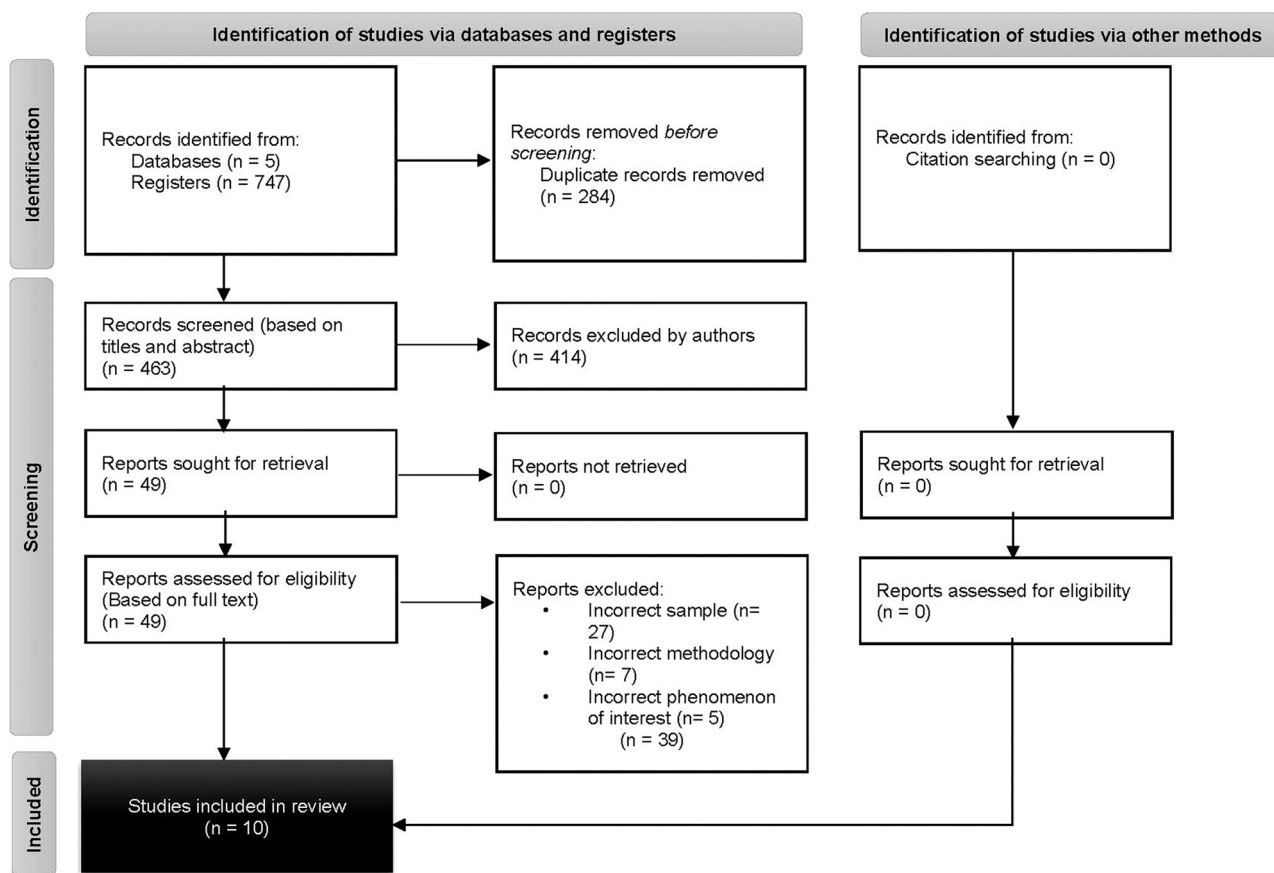 Identification of studies via databases and registers
Identification of studies via other methods
Identification
Records identified from:
Databases (n = 5)
Registers (n = 747)
Records removed before
screening:
Duplicate records removed
(n = 284)
Records identified from:
Citation searching (n = 0)
Screening
Records screened (based on
titles and abstract)
(n = 463)
Records excluded by authors
(n = 414)
Reports sought for retrieval
(n = 49)
Reports not retrieved
(n = 0)
Reports sought for retrieval
(n = 0)
Reports assessed for eligibility
(Based on full text)
(n = 49)
Reports excluded:
• Incorrect sample (n=
27)
• Incorrect methodology
(n= 7)
• Incorrect phenomenon
of interest (n= 5)
(n = 39)
Reports assessed for eligibility
(n = 0)
Included
Studies included in review
(n = 10)